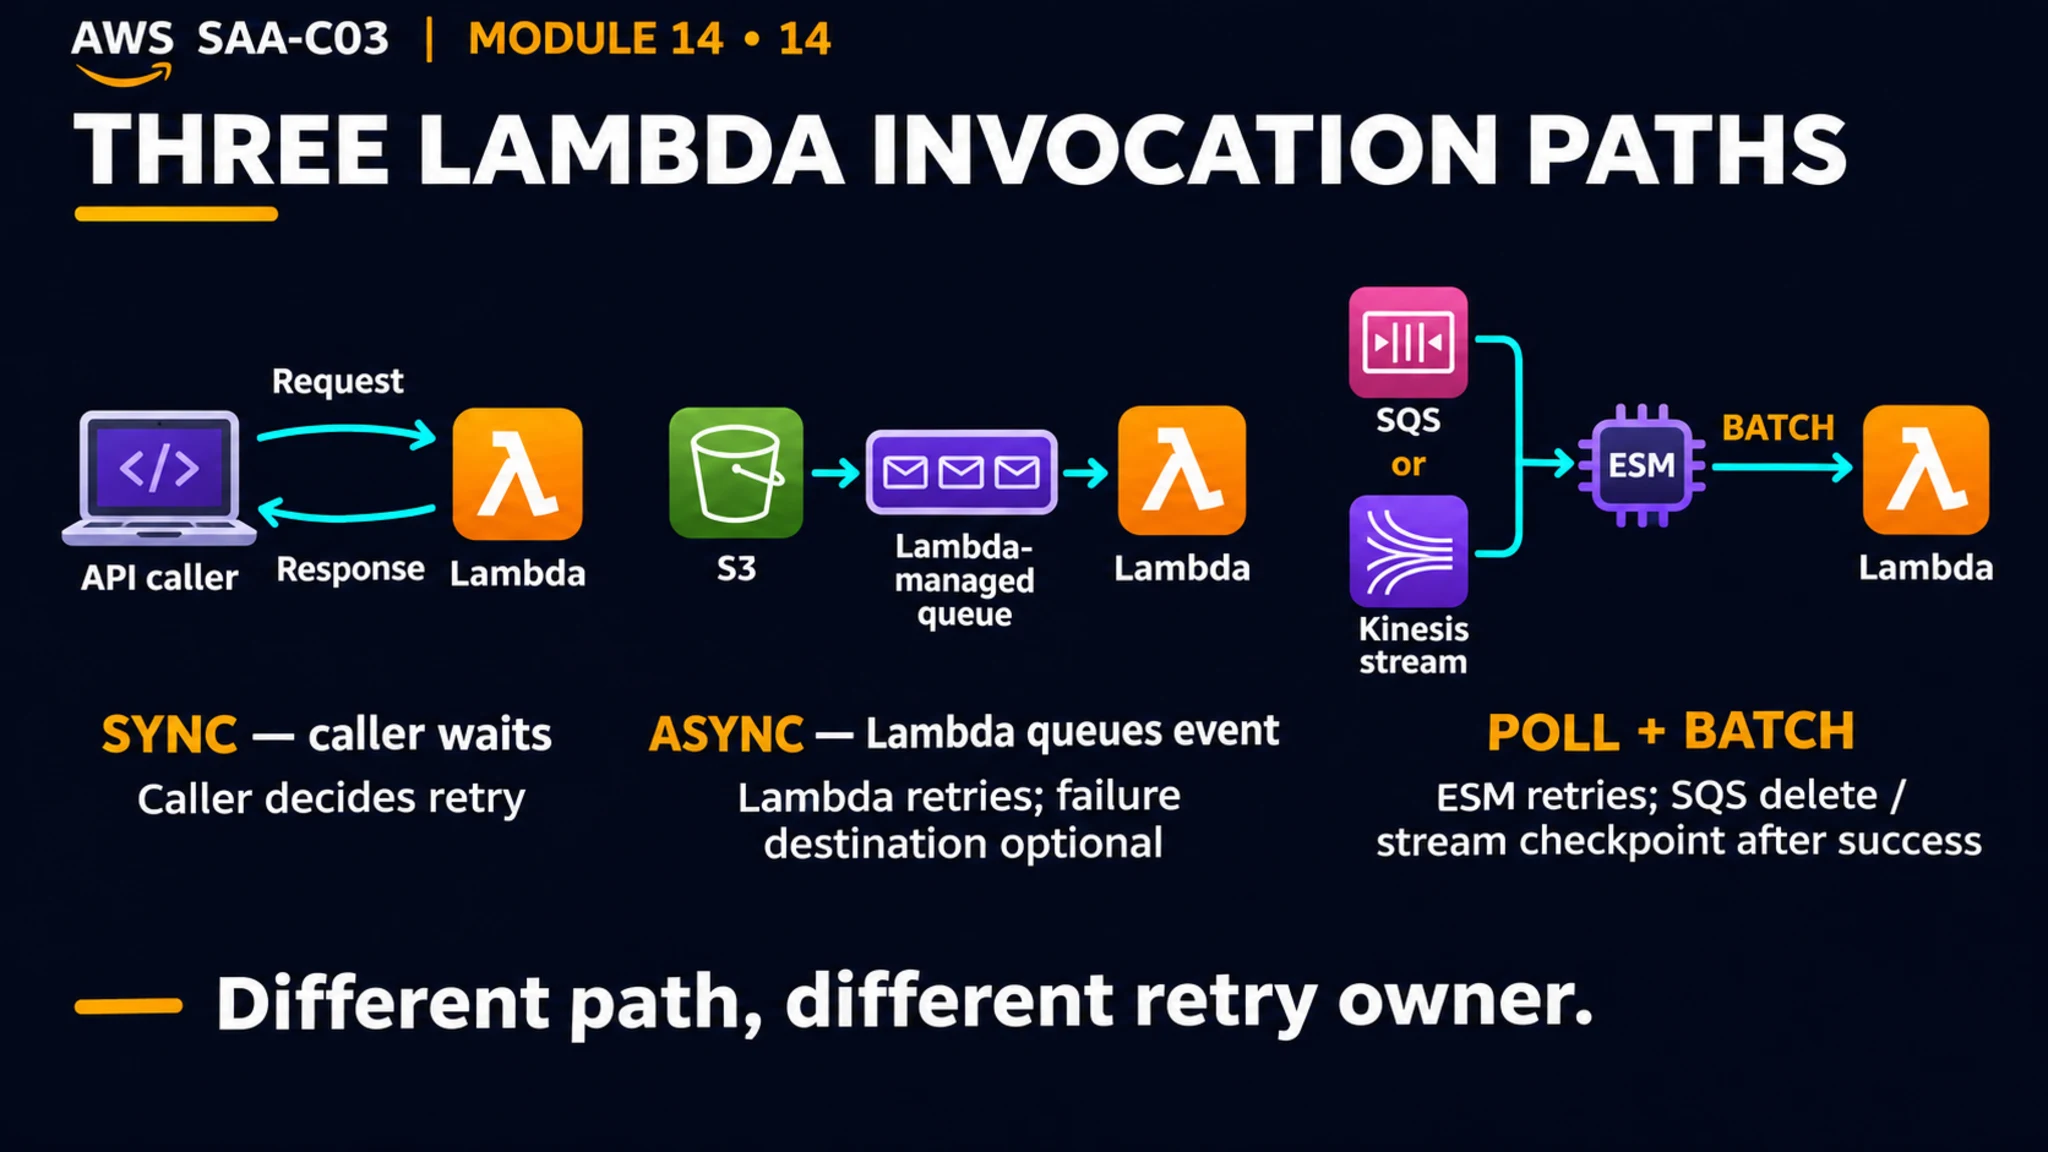 AWS SAA-C03 | MODULE 14 • 14
THREE LAMBDA INVOCATION PATHS
Request
</>
API caller
Response
Lambda
SYNC — caller waits
Caller decides retry
S3
Lambda-
managed
queue
Lambda
ASYNC — Lambda queues event
Lambda retries; failure
destination optional
SQS
or
Kinesis
stream
ESM
BATCH
Lambda
POLL + BATCH
ESM retries; SQS delete /
stream checkpoint after success
Different path, different retry owner.